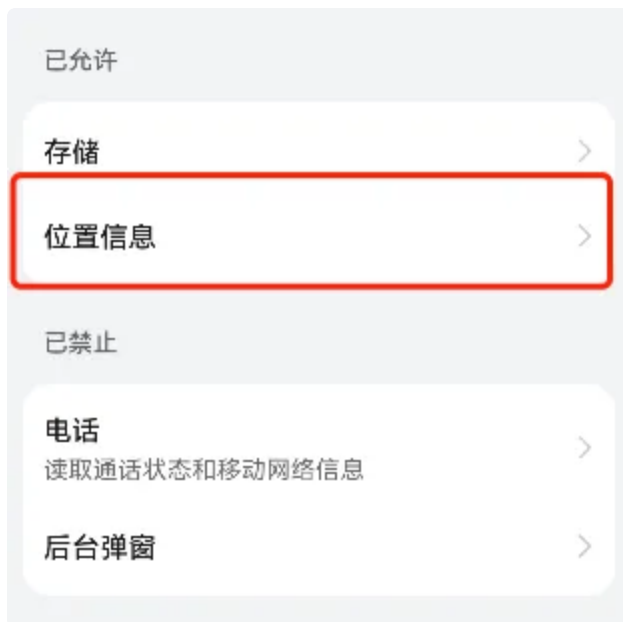 已允许
存储
位置信息
已禁止
电话
读取通话状态和移动网络信息
后台弹窗